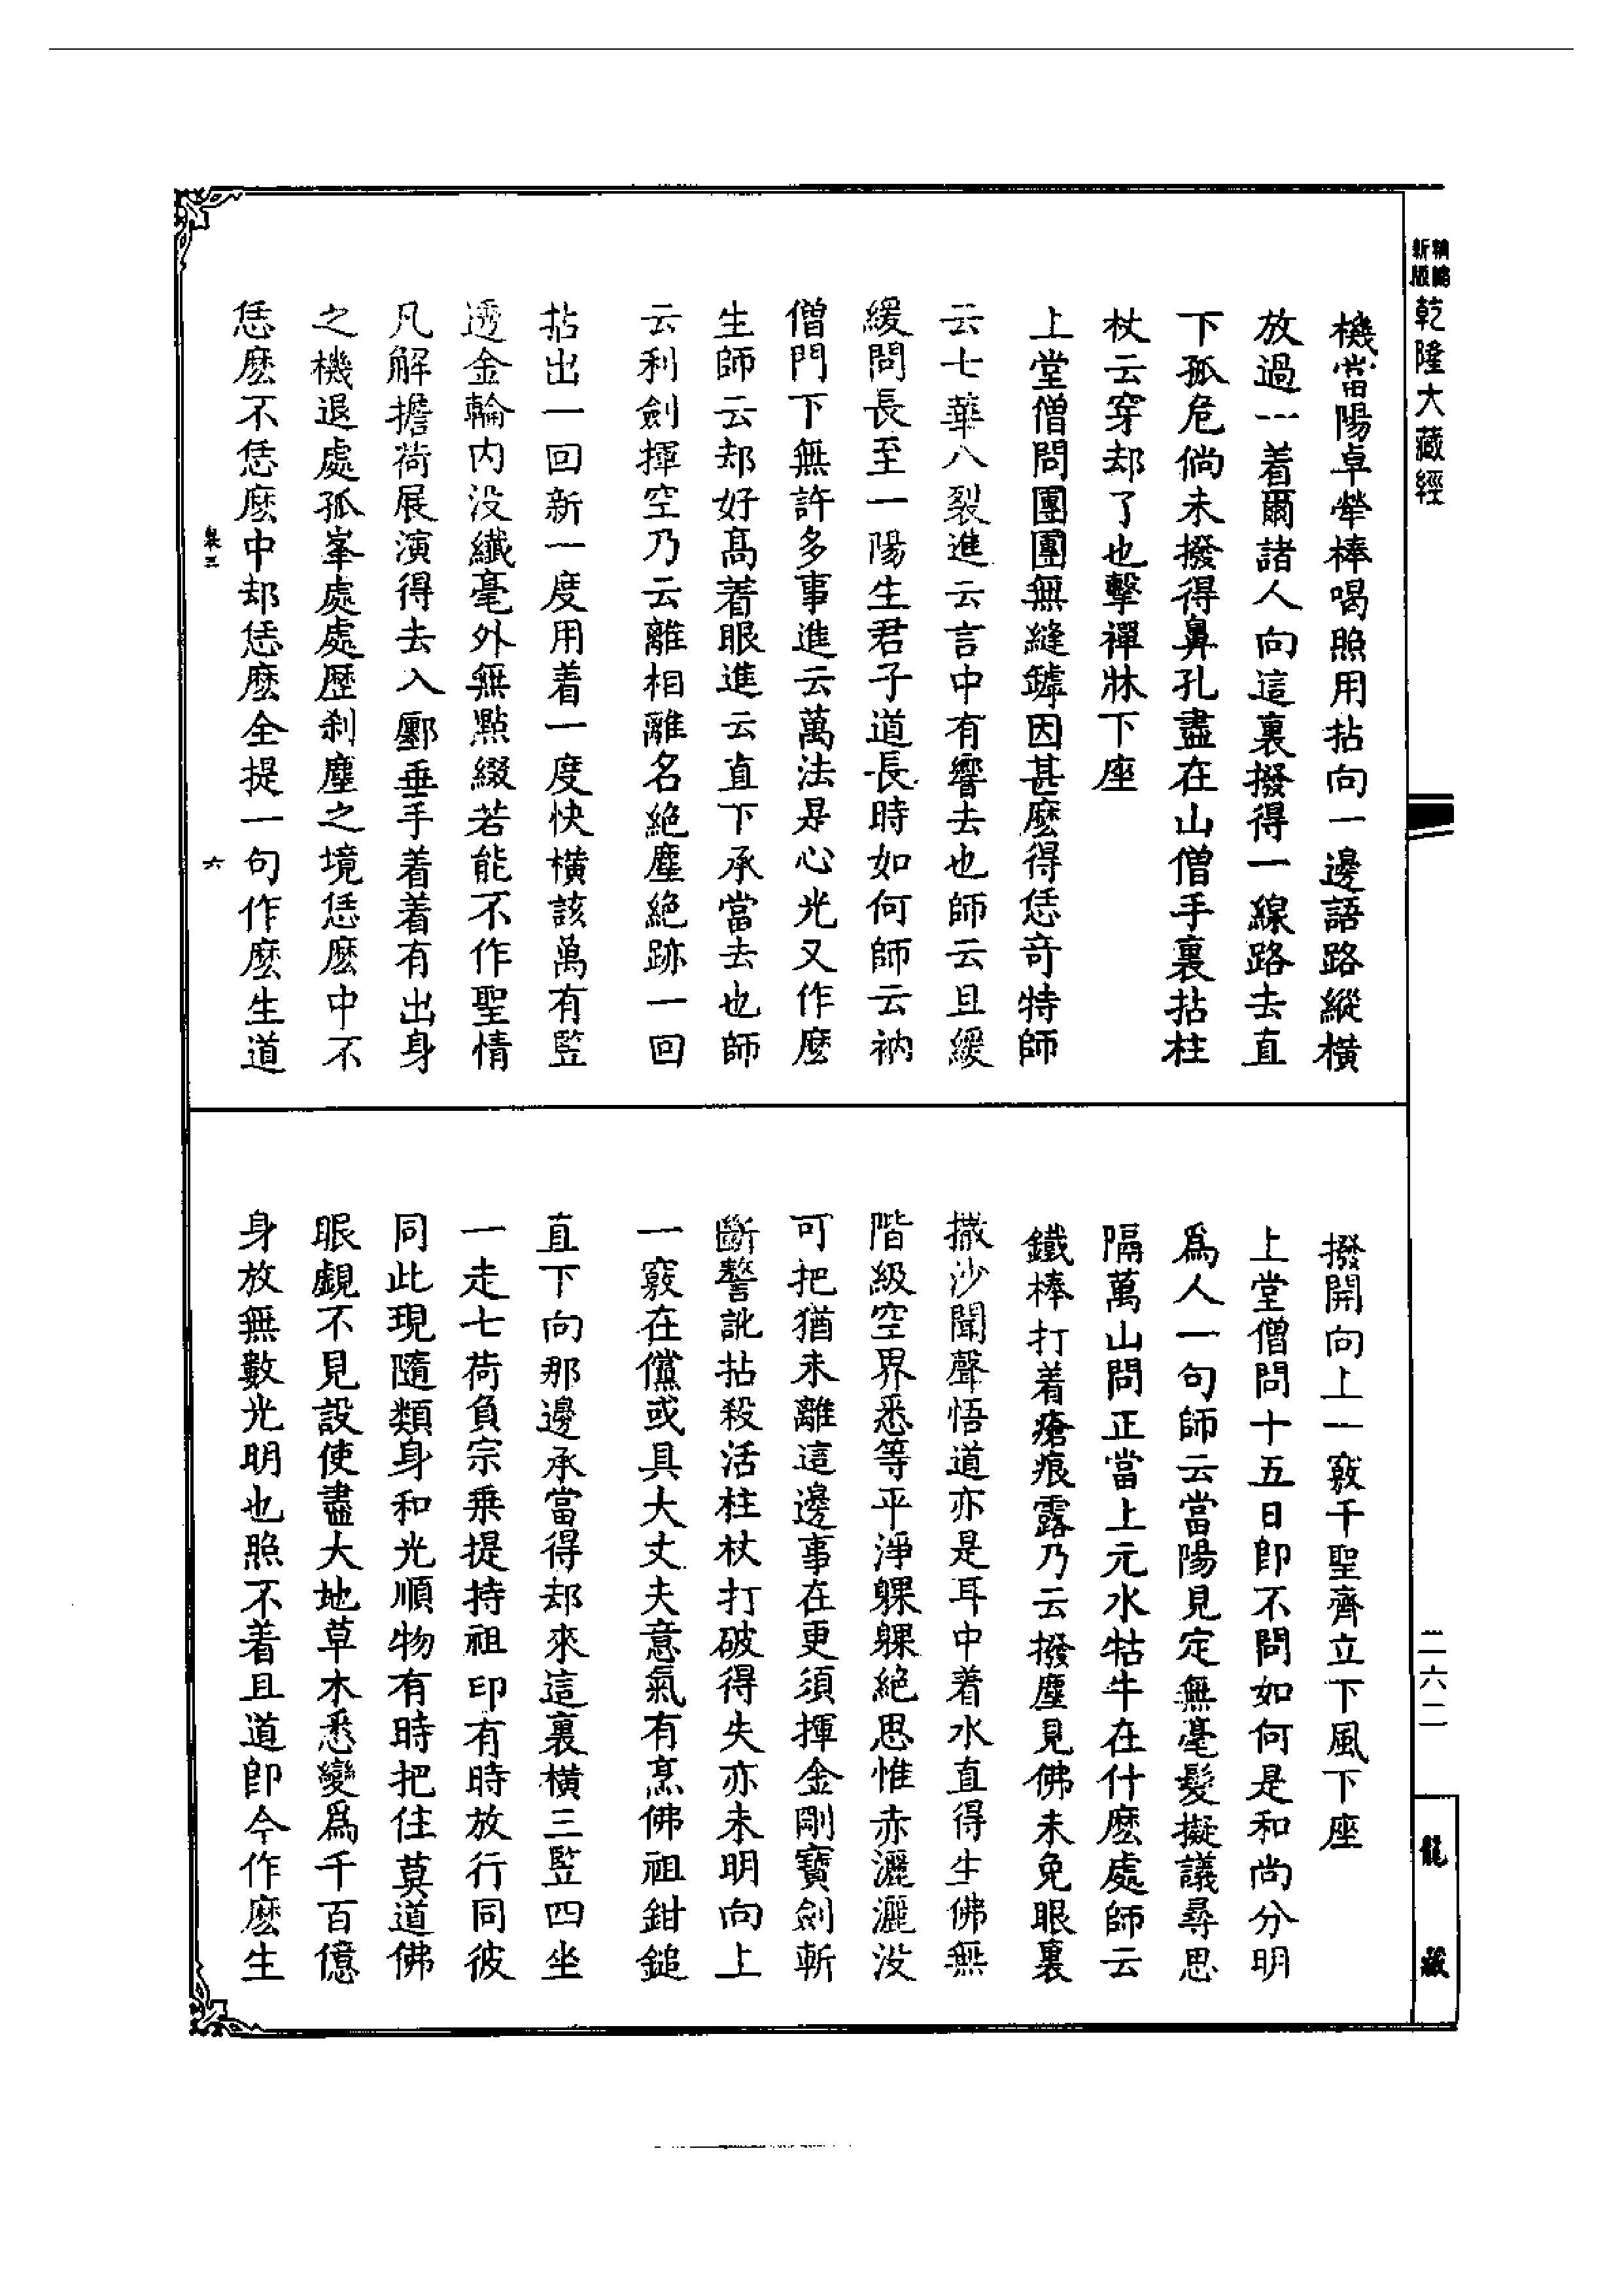 新版
精縮
乾隆大藏經
機當陽卓犖棒喝照用拈向一邊語路縱橫
放過一着爾諸人向這裏撥得一線路去直
下孤危倘未撥得鼻孔盡在山僧手裏拈柱
杖云穿却了也擊禪牀下座
上堂僧問團團無縫罅因甚麽得恁奇特師
云七華八裂進云言中有響去也師云且緩
緩問長至一陽生君子道長時如何師云衲
僧門下無許多事進云萬法是心光又作麽
生師云却好高着眼進云直下承當去也師
云利劍揮空乃云離相離名絶塵絶跡一回
拈出一回新一度用着一度快橫該萬有竪
透金輪内没纖毫外無點綴若能不作聖情
凡解擔荷展演得去入鄽垂手着着有出身
之機退處孤峯處處歷刹塵之境恁麽中不
恁麽不恁麽中却恁麽全提一句作麽生道
六
撥開向上一竅千聖齊立下風下座
上堂僧問十五日卽不問如何是和尚分明
爲人一句師云當陽見定無毫髮擬議尋思
隔萬山問正當上元水牯牛在什麽處師云
鐵棒打着瘡痕露乃云撥塵見佛未免眼裏
撒沙聞聲悟道亦是耳中着水直得生佛無
階級空界悉等平淨躶躶絶思惟赤灑灑没
可把猶未離這邊事在更須揮金剛寶劍斬
斷謷訛拈殺活柱杖打破得失亦未明向上
一竅在儻或具大丈夫意氣有烹佛祖鉗鎚
直下向那邊承當得却來這裏橫三竪四坐
一走七荷負宗乗提持祖印有時放行同彼
同此現隨類身和光順物有時把住莫道佛
眼覷不見設使盡大地草木悉變爲千百億
身放無數光明也照不着且道卽今作麽生
二六二
龍藏